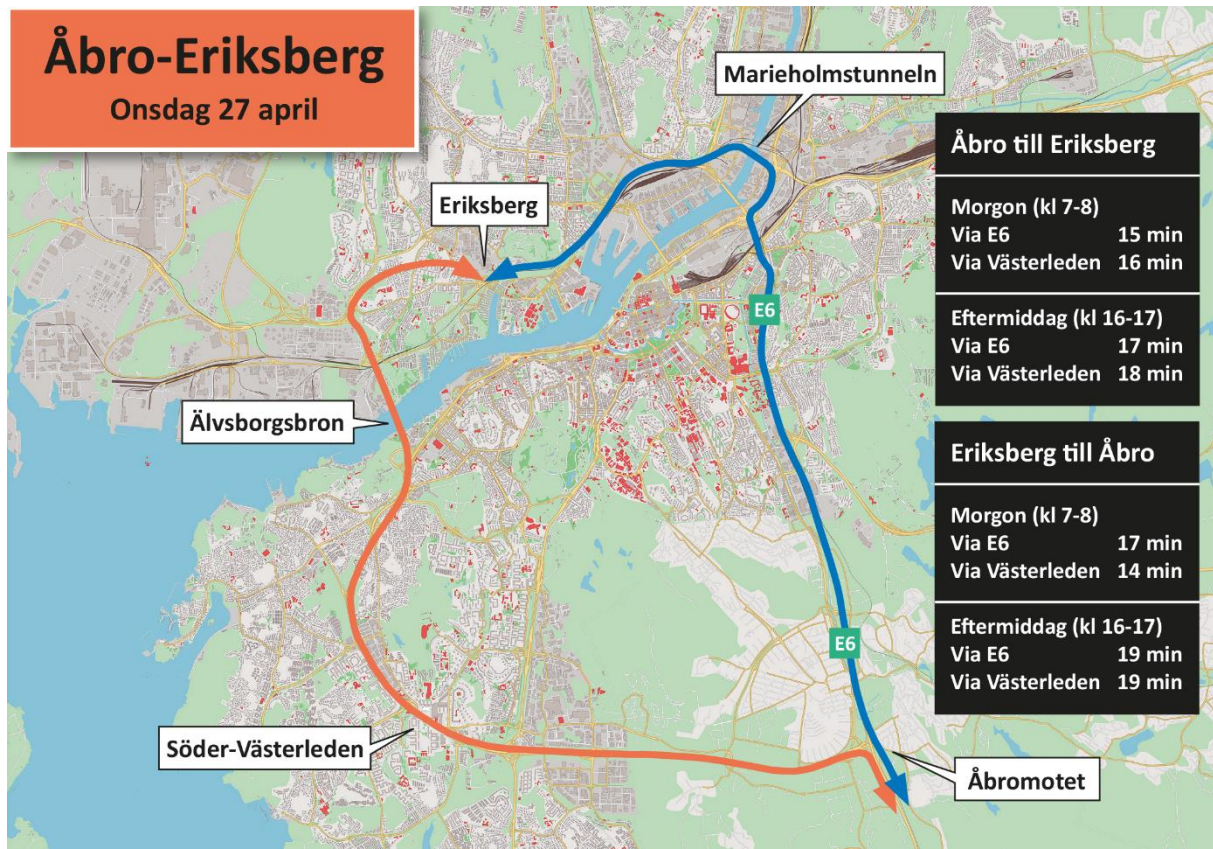 Åbro-Eriksberg
Onsdag 27 april
Marieholmstunneln
Eriksberg
E6
Älvsborgsbron
E6
Söder-Västerleden
Åbromotet
Åbro till Eriksberg
Morgon (kl 7-8)
Via E6 15 min
Via Västerleden 16 min
Eftermiddag (kl 16-17)
Via E6 17 min
Via Västerleden 18 min
Eriksberg till Åbro
Morgon (kl 7-8)
Via E6 17 min
Via Västerleden 14 min
Eftermiddag (kl 16-17)
Via E6 19 min
Via Västerleden 19 min